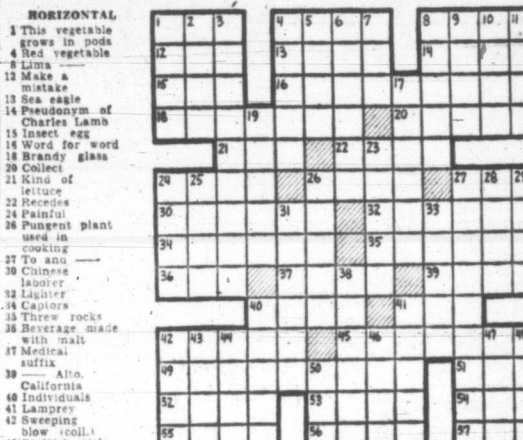 HORIZONTAL
1 This vegetable
grows in pods
4 Red vegetable
8 Lima —
12 Make a
mistake
13 Sea eagle
14 Pseudonym of
Charles Lamb
15 Insect egg
16 Word for word
18 Brandy glass
20 Collect
21 Kind of
lettuce
22 Recedes
24 Painful
26 Pungent plant
used in
cooking
27 To and —
30 Chinese
laborer
32 Lighter
34 Captors
35 Threw rocks
36 Beverage made
with malt
37 Medical
suffix
39 — Alto,
California
40 Individuals
41 Lamprey
42 Sweeping
blow (coll.)
1 2 3 4 5 6 7 8 9 10 11
12 13 14
15 16 17
18 19 20
21 22 23
24 25 26 27 28 29
30 31 32 33
34 35
36 37 38 39
40 41
42 43 44 45 46 47
49 50 51
52 53 54
55 56 57